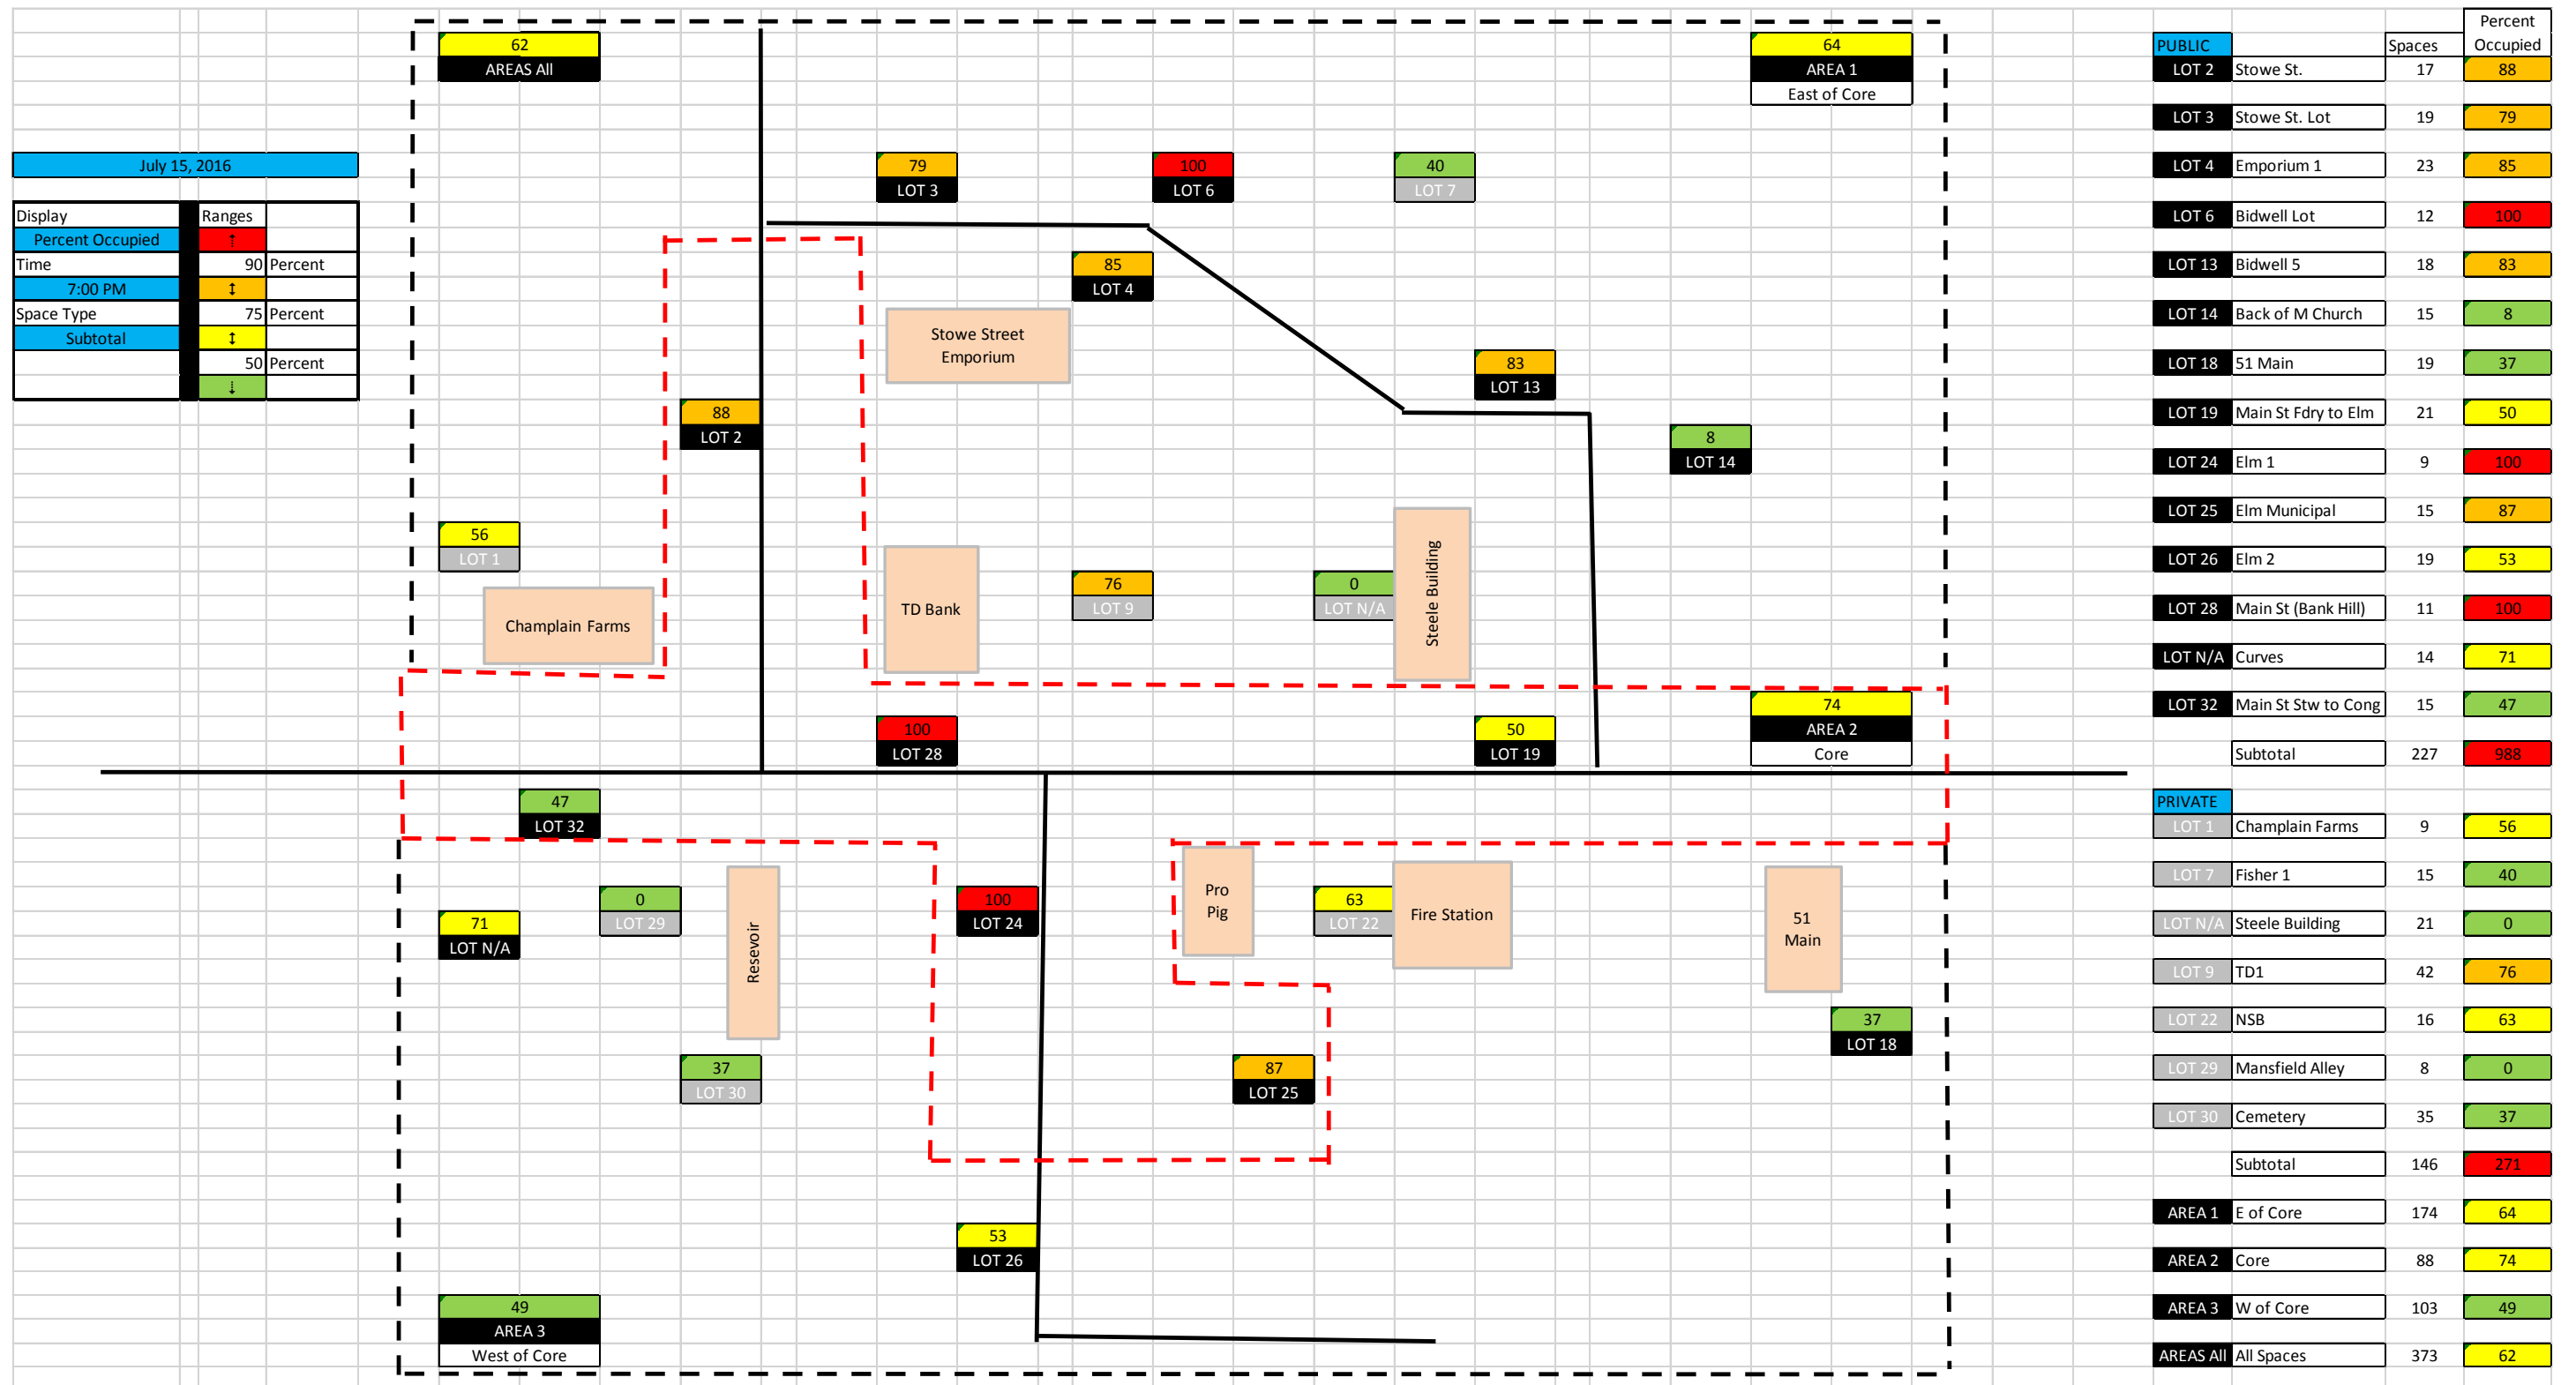 62
AREAS All
64
AREA 1
East of Core
July 15, 2016
Display Ranges
Percent Occupied ↑
Time 90 Percent
7:00 PM ↕
Space Type 75 Percent
Subtotal ↕
50 Percent
↓
79
LOT 3
100
LOT 6
40
LOT 7
85
LOT 4
Stowe Street
Emporium
83
LOT 13
88
LOT 2
8
LOT 14
56
LOT 1
Champlain Farms
TD Bank
76
LOT 9
0
LOT N/A
Steele Building
74
AREA 2
Core
100
LOT 28
50
LOT 19
47
LOT 32
71
LOT N/A
0
LOT 29
Resevoir
100
LOT 24
Pro
Pig
63
LOT 22
Fire Station
51
Main
37
LOT 18
37
LOT 30
87
LOT 25
53
LOT 26
49
AREA 3
West of Core
Percent
PUBLIC Spaces Occupied
LOT 2 Stowe St. 17 88
LOT 3 Stowe St. Lot 19 79
LOT 4 Emporium 1 23 85
LOT 6 Bidwell Lot 12 100
LOT 13 Bidwell 5 18 83
LOT 14 Back of M Church 15 8
LOT 18 51 Main 19 37
LOT 19 Main St Fdry to Elm 21 50
LOT 24 Elm 1 9 100
LOT 25 Elm Municipal 15 87
LOT 26 Elm 2 19 53
LOT 28 Main St (Bank Hill) 11 100
LOT N/A Curves 14 71
LOT 32 Main St Stw to Cong 15 47
Subtotal 227 988
PRIVATE
LOT 1 Champlain Farms 9 56
LOT 7 Fisher 1 15 40
LOT N/A Steele Building 21 0
LOT 9 TD1 42 76
LOT 22 NSB 16 63
LOT 29 Mansfield Alley 8 0
LOT 30 Cemetery 35 37
Subtotal 146 271
AREA 1 E of Core 174 64
AREA 2 Core 88 74
AREA 3 W of Core 103 49
AREAS All All Spaces 373 62